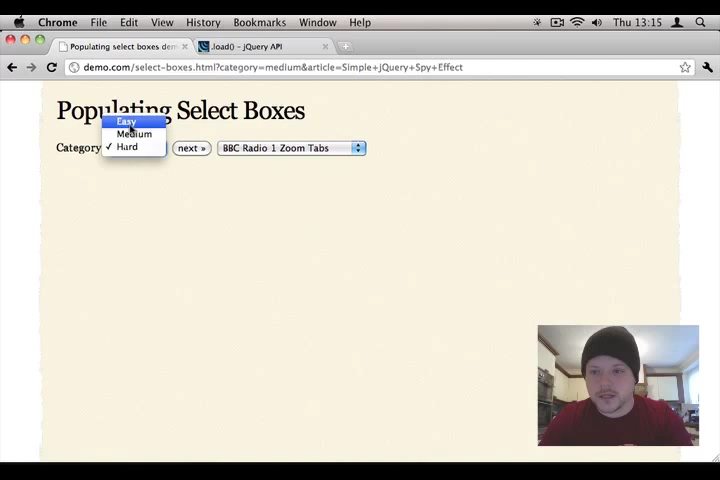 Chrome File Edit View History Bookmarks Window Help Thu 13:15
Populating select boxes dem .load() – jQuery API
demo.com/select-boxes.html?category=medium&article=Simple+jQuery+Spy+Effect
Populating Select Boxes
Easy
Medium
✓ Hard
Category next » BBC Radio 1 Zoom Tabs